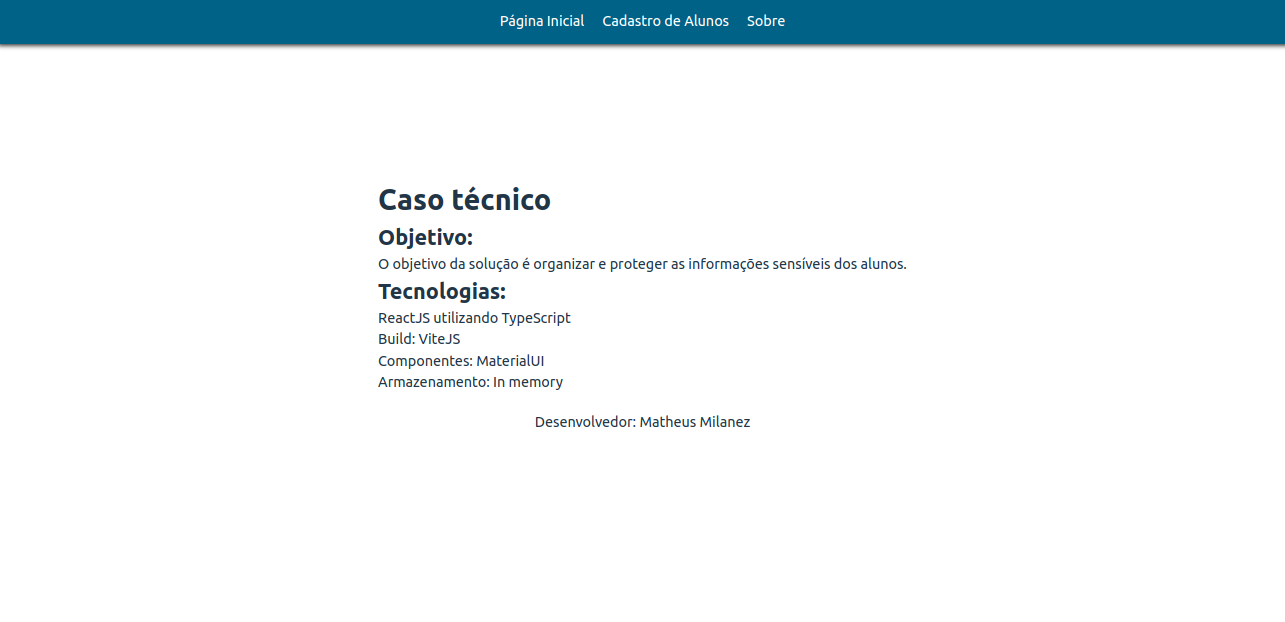 Página Inicial Cadastro de Alunos Sobre
Caso técnico
Objetivo:
O objetivo da solução é organizar e proteger as informações sensíveis dos alunos.
Tecnologias:
ReactJS utilizando TypeScript
Build: ViteJS
Componentes: MaterialUI
Armazenamento: In memory
Desenvolvedor: Matheus Milanez